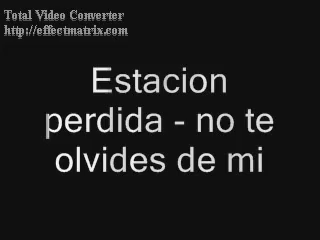 Total Video Converter
http://effectmatrix.com
Estacion
perdida - no te
olvides de mi